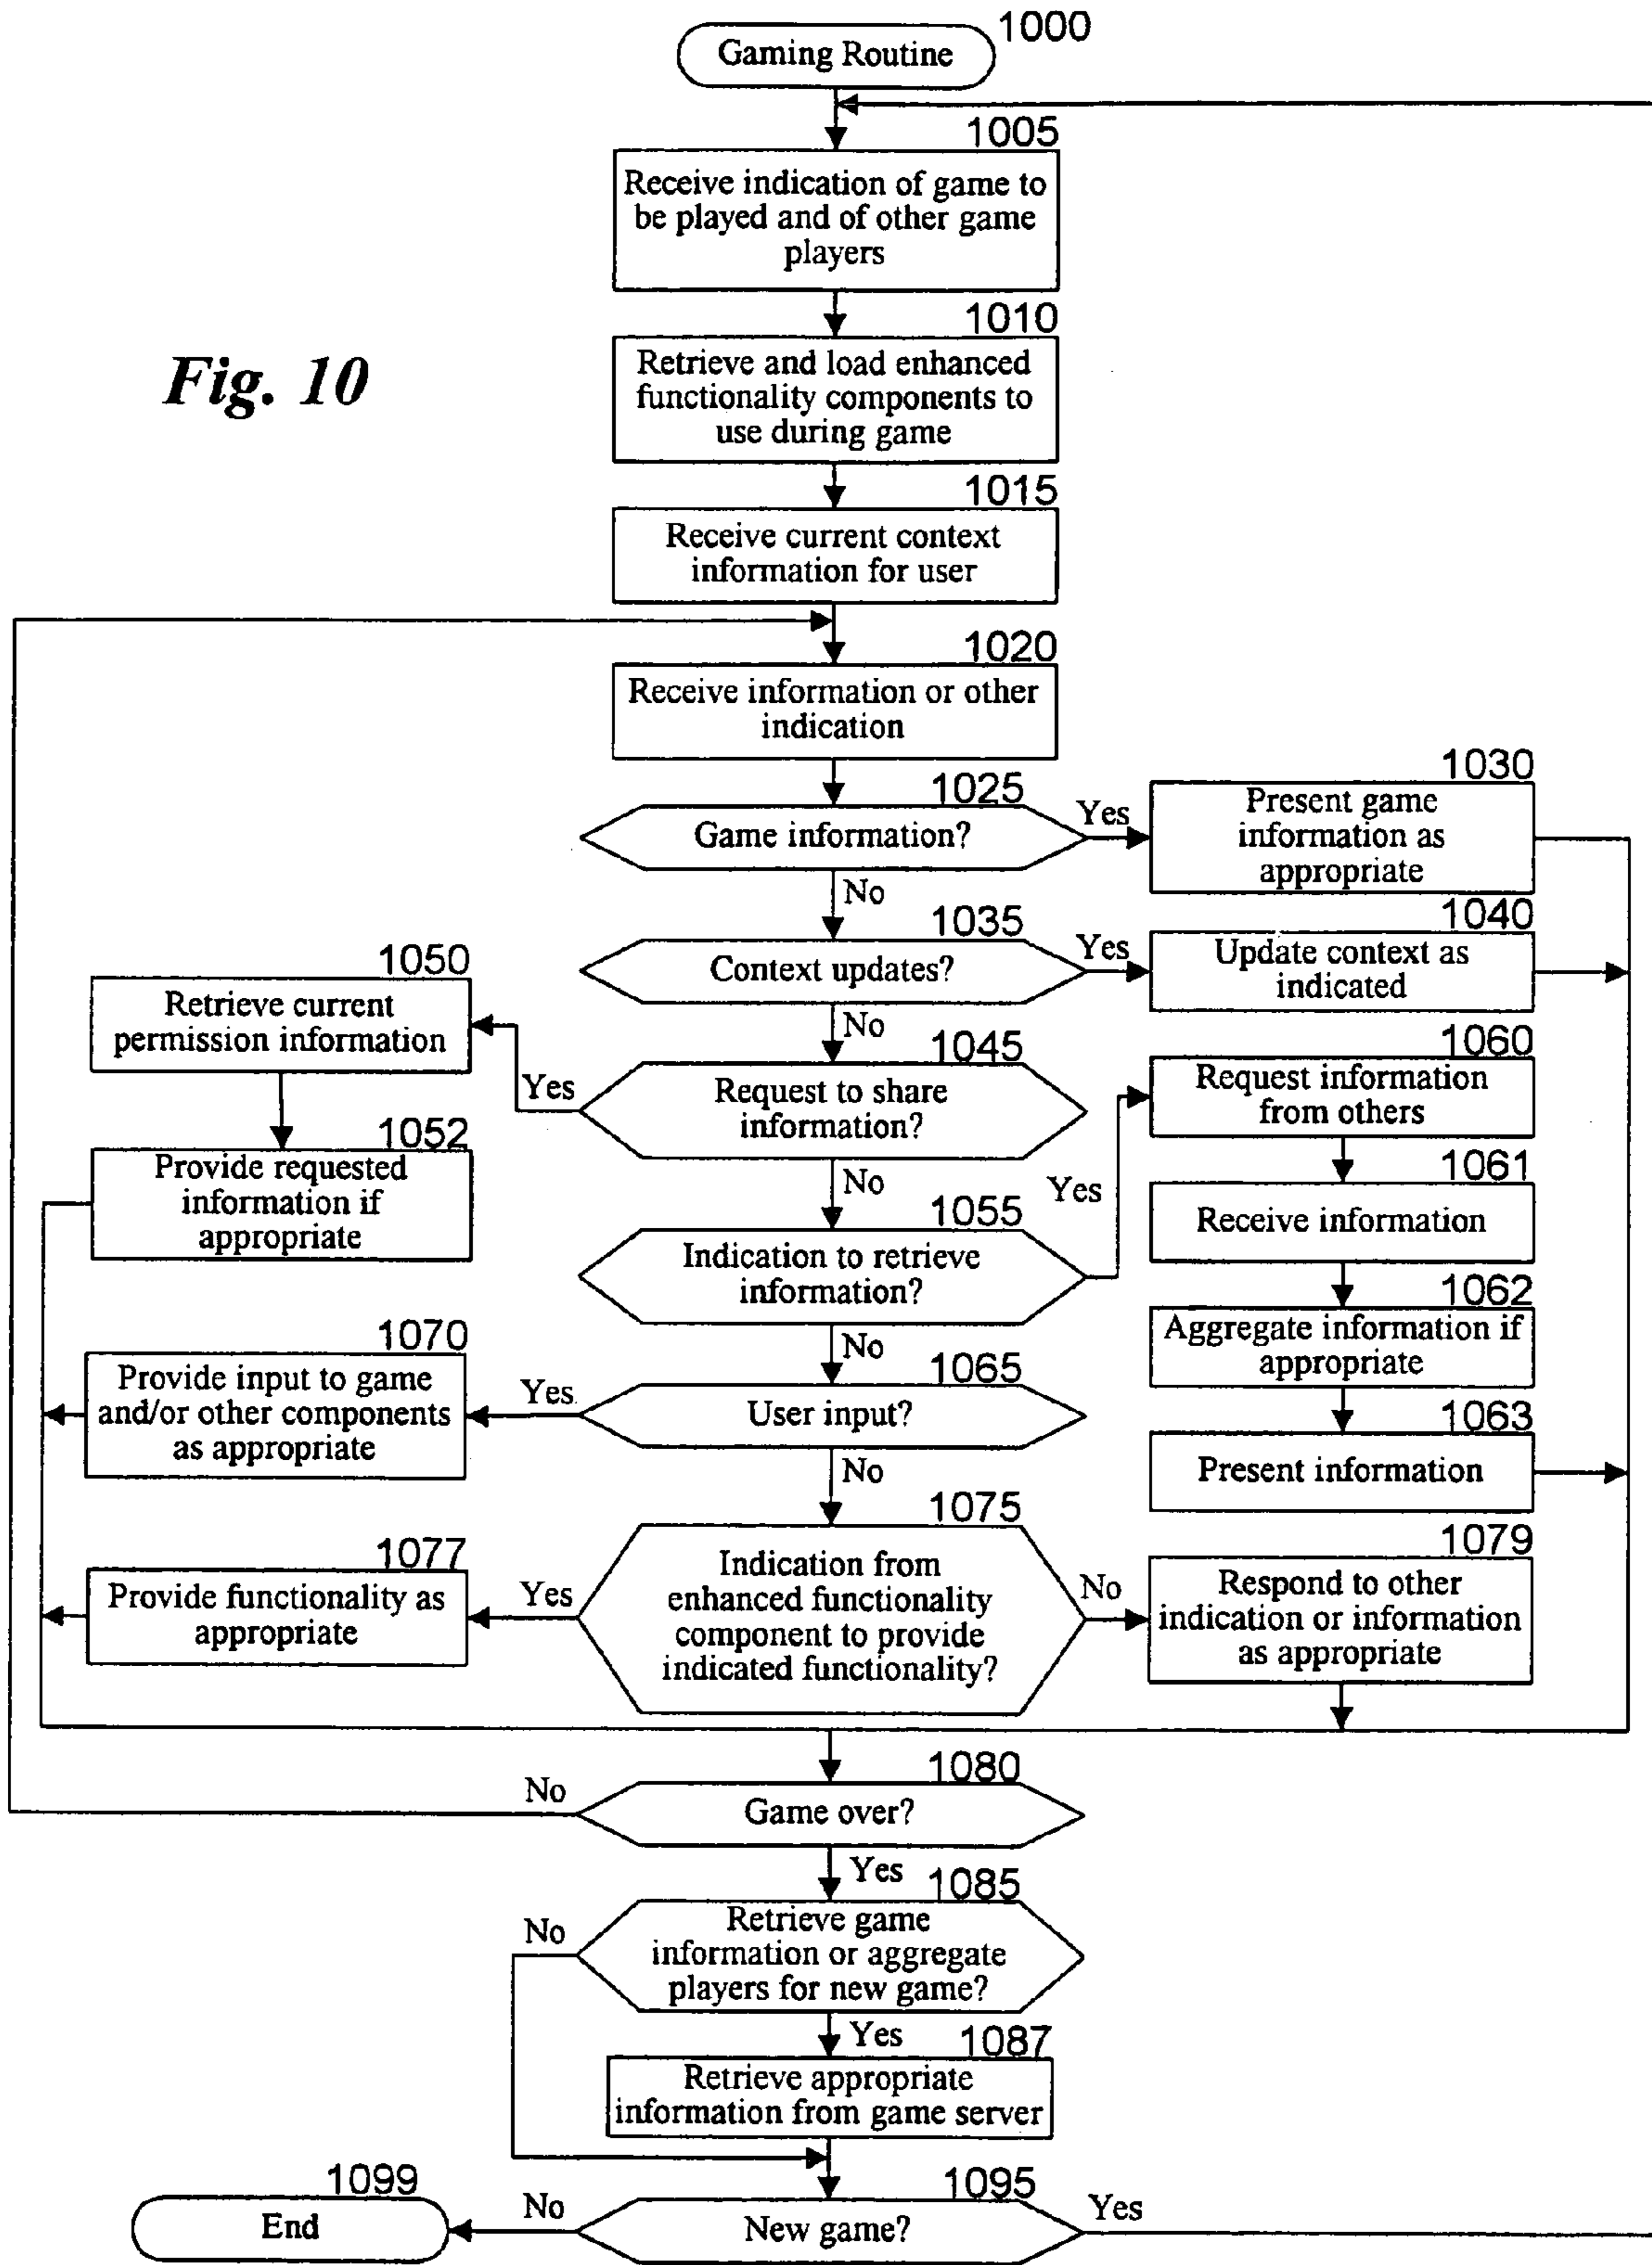 1000
Gaming Routine
1005
Receive indication of game to
be played and of other game
players
1010
Retrieve and load enhanced
functionality components to
use during game
Fig. 10
1015
Receive current context
information for user
1020
Receive information or other
indication
1025
Game information?
Yes
1030
Present game
information as
appropriate
No
1035
Context updates?
Yes
1040
Update context as
indicated
No
1045
Request to share
information?
Yes
1050
Retrieve current
permission information
1052
Provide requested
information if
appropriate
No
1055
Indication to retrieve
information?
Yes
1060
Request information
from others
1061
Receive information
1062
Aggregate information if
appropriate
1063
Present information
No
1065
User input?
Yes
1070
Provide input to game
and/or other components
as appropriate
No
1075
Indication from
enhanced functionality
component to provide
indicated functionality?
Yes
1077
Provide functionality as
appropriate
No
1079
Respond to other
indication or information
as appropriate
1080
Game over?
No
Yes
1085
Retrieve game
information or aggregate
players for new game?
No
Yes
1087
Retrieve appropriate
information from game server
1095
New game?
Yes
No
1099
End